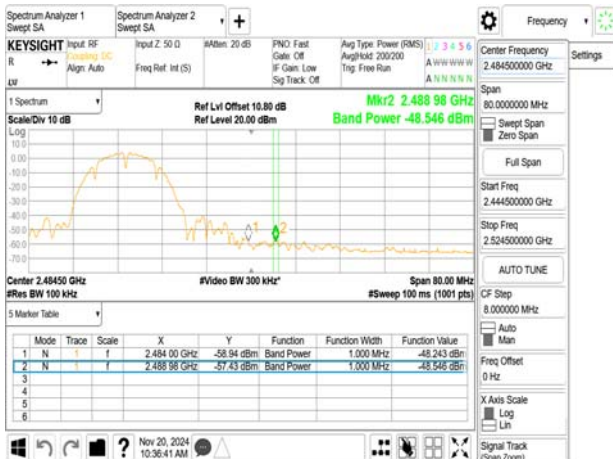 Spectrum Analyzer 1
Swept SA
Spectrum Analyzer 2
Swept SA
+
Frequency
KEYSIGHT
R
Input: RF
Coupling: DC
Align: Auto
Input Z: 50 Ω
Freq Ref: Int (S)
#Atten: 20 dB
PNO: Fast
Gate: Off
IF Gain: Low
Sig Track: Off
Avg Type: Power (RMS)
Avg|Hold: 200/200
Trig: Free Run
1 2 3 4 5 6
A W W W W W
A N N N N N
Center Frequency
2.484500000 GHz
Settings
Span
80.0000000 MHz
Swept Span
Zero Span
Full Span
Start Freq
2.444500000 GHz
Stop Freq
2.524500000 GHz
AUTO TUNE
CF Step
8.000000 MHz
Auto
Man
Freq Offset
0 Hz
X Axis Scale
Log
Lin
Signal Track
(Span Zoom)
1 Spectrum
Scale/Div 10 dB
Ref Lvl Offset 10.80 dB
Ref Level 20.00 dBm
Mkr2 2.488 98 GHz
Band Power -48.546 dBm
Log
10.0
0.00
-10.0
-20.0
-30.0
-40.0
-50.0
-60.0
-70.0
1
2
Center 2.48450 GHz
#Res BW 100 kHz
#Video BW 300 kHz*
Span 80.00 MHz
#Sweep 100 ms (1001 pts)
5 Marker Table
Mode Trace Scale X Y Function Function Width Function Value
1 N 1 f 2.484 00 GHz -58.94 dBm Band Power 1.000 MHz -48.243 dBm
2 N 1 f 2.488 98 GHz -57.43 dBm Band Power 1.000 MHz -48.546 dBm
3
4
5
6
?
Nov 20, 2024
10:36:41 AM